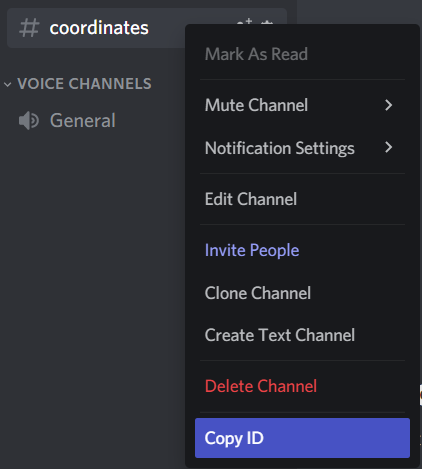 # coordinates
Mark As Read
Mute Channel
VOICE CHANNELS
General
Notification Settings
Edit Channel
Invite People
Clone Channel
Create Text Channel
Delete Channel
Copy ID